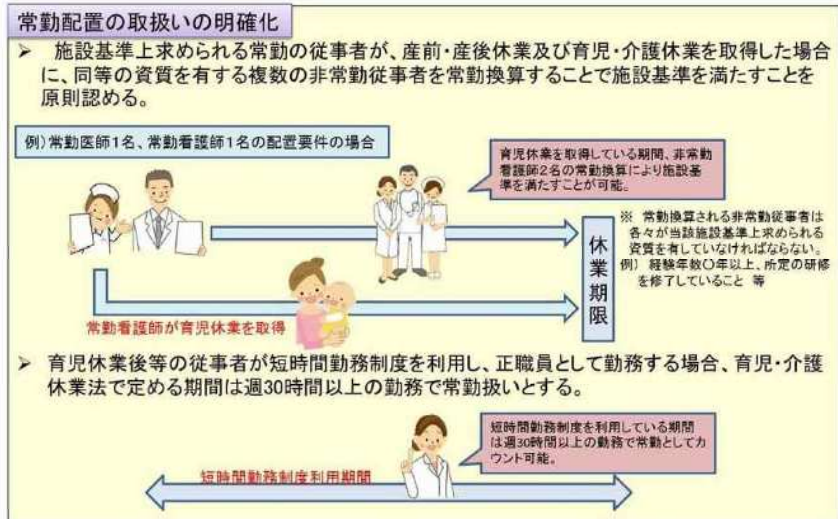 常勤配置の取扱いの明確化
➢ 施設基準上求められる常勤の従事者が、産前・産後休業及び育児・介護休業を取得した場合
に、同等の資質を有する複数の非常勤従事者を常勤換算することで施設基準を満たすことを
原則認める。
例)常勤医師1名、常勤看護師1名の配置要件の場合
育児休業を取得している期間、非常勤
看護師2名の常勤換算により施設基
準を満たすことが可能。
※ 常勤換算される非常勤従事者は
各々が当該施設基準上求められる
資質を有していなければならない。
例) 経験年数〇年以上、所定の研修
を修了していること 等
休業期限
常勤看護師が育児休業を取得
➢ 育児休業後等の従事者が短時間勤務制度を利用し、正職員として勤務する場合、育児・介護
休業法で定める期間は週30時間以上の勤務で常勤扱いとする。
短時間勤務制度を利用している期間
は週30時間以上の勤務で常勤としてカ
ウント可能。
短時間勤務制度利用期間